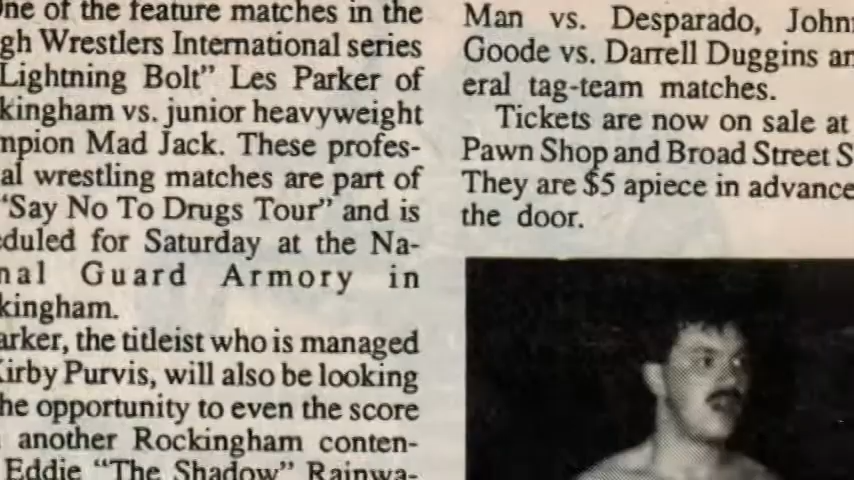 ne of the feature matches in the
gh Wrestlers International series
Lightning Bolt” Les Parker of
kingham vs. junior heavyweight
mpion Mad Jack. These profes-
al wrestling matches are part of
“Say No To Drugs Tour” and is
eduled for Saturday at the Na-
nal Guard Armory in
kingham.
arker, the titleist who is managed
Kirby Purvis, will also be looking
he opportunity to even the score
another Rockingham conten-
Eddie “The Shadow” Rainwa-
Man vs. Desparado, John
Goode vs. Darrell Duggins an
eral tag-team matches.
Tickets are now on sale at
Pawn Shop and Broad Street S
They are $5 apiece in advance
the door.